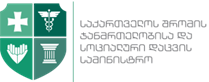 საქართველოს შრომის
ჯანმრთელობისა და
სოციალური დაცვის
სამინისტრო